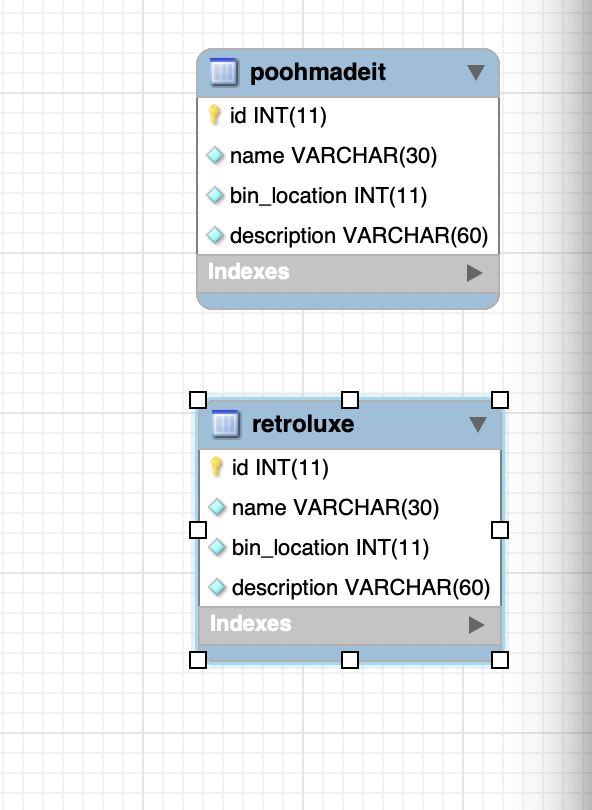 poohmadeit
id INT(11)
name VARCHAR(30)
bin_location INT(11)
description VARCHAR(60)
Indexes
retroluxe
id INT(11)
name VARCHAR(30)
bin_location INT(11)
description VARCHAR(60)
Indexes